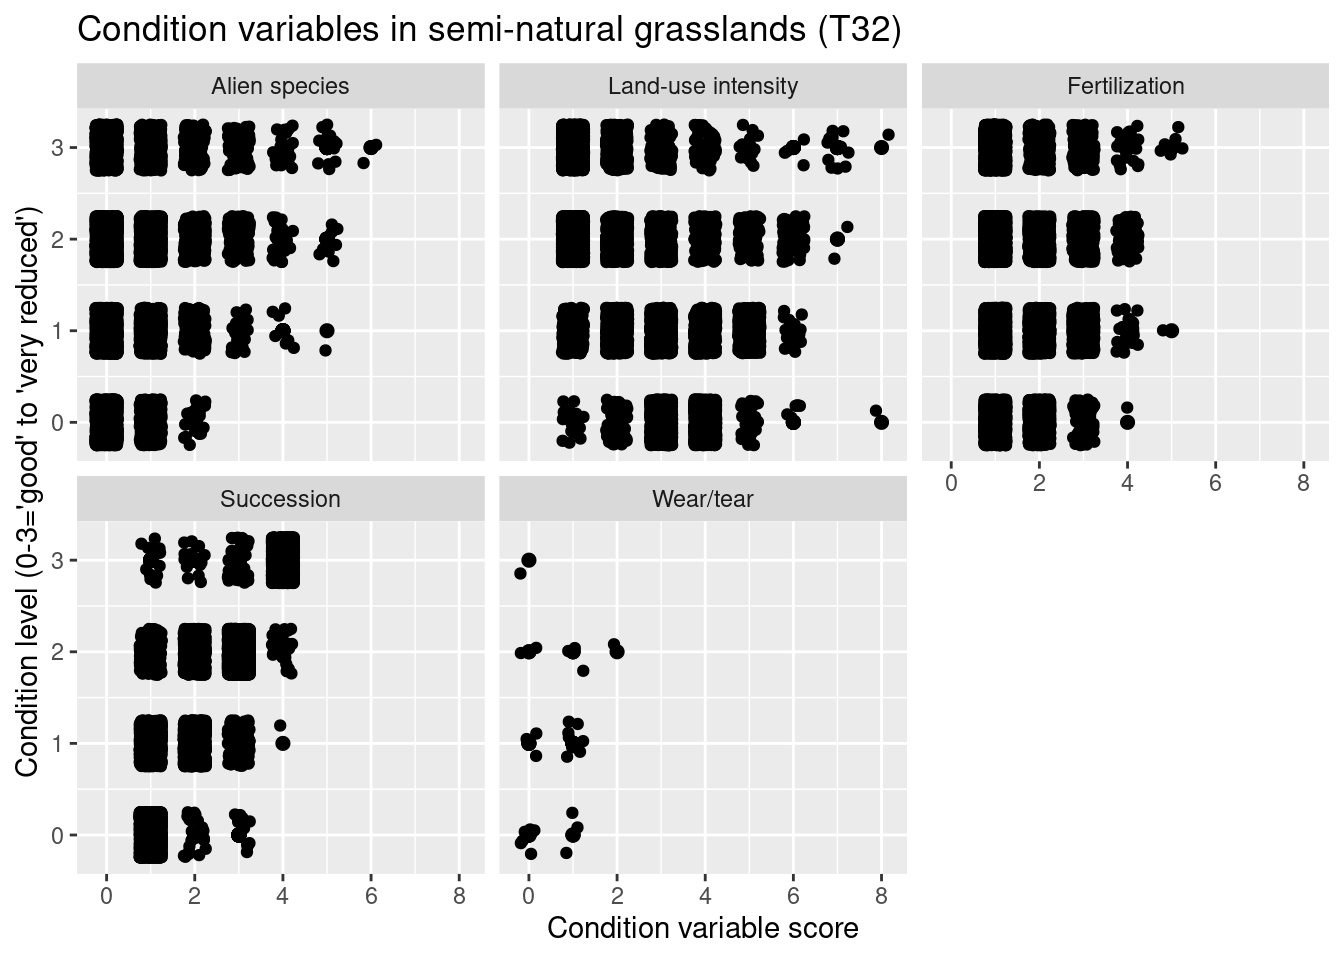 Condition variables in semi-natural grasslands (T32)
Alien species
Land-use intensity
Fertilization
3
2
1
0
0 2 4 6 8
Succession
Wear/tear
3
2
1
0
0 2 4 6 8
0 2 4 6 8
Condition level (0-3='good' to 'very reduced')
Condition variable score